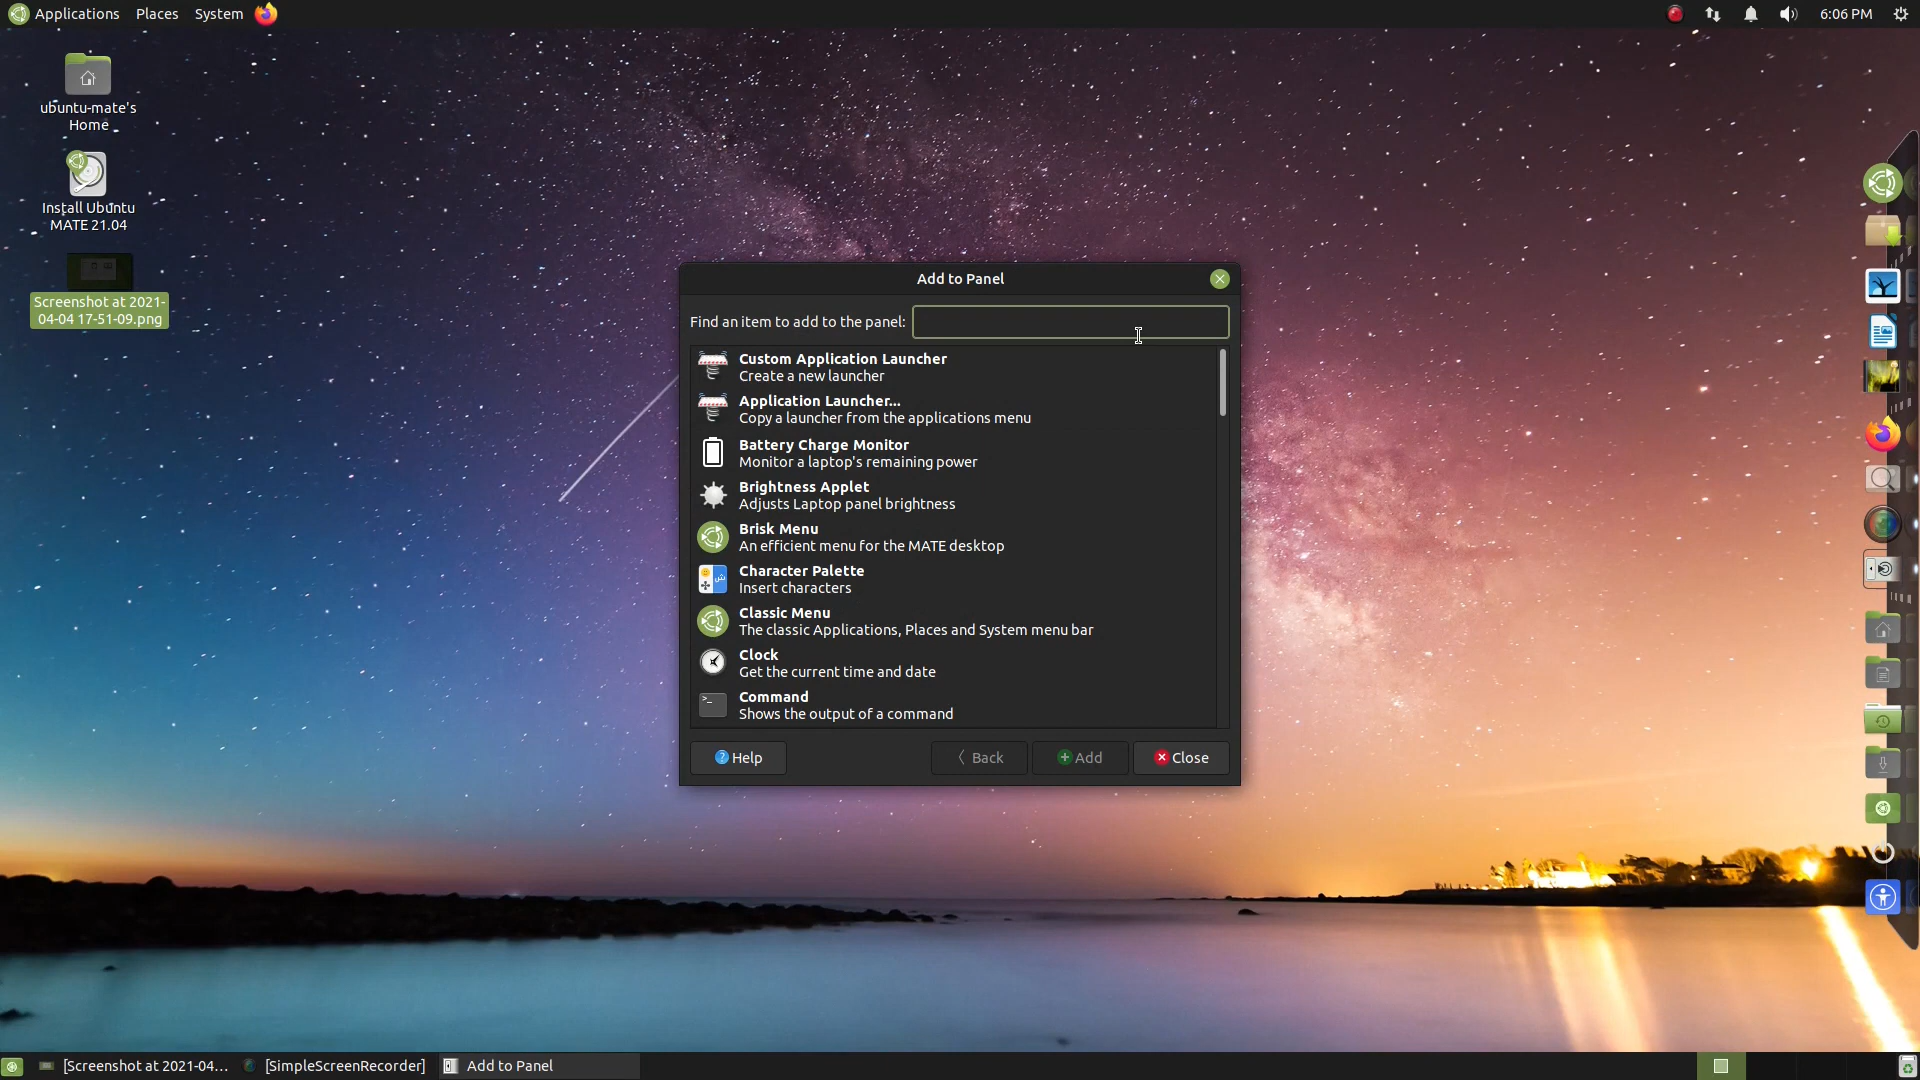 Applications Places System
6:06 PM
ubuntu-mate's
Home
Install Ubuntu
MATE 21.04
Screenshot at 2021-
04-04 17-51-09.png
Add to Panel
Find an item to add to the panel:
Custom Application Launcher
Create a new launcher
Application Launcher...
Copy a launcher from the applications menu
Battery Charge Monitor
Monitor a laptop's remaining power
Brightness Applet
Adjusts Laptop panel brightness
Brisk Menu
An efficient menu for the MATE desktop
Character Palette
Insert characters
Classic Menu
The classic Applications, Places and System menu bar
Clock
Get the current time and date
Command
Shows the output of a command
Help
Back
Add
Close
[Screenshot at 2021-04...
[SimpleScreenRecorder]
Add to Panel